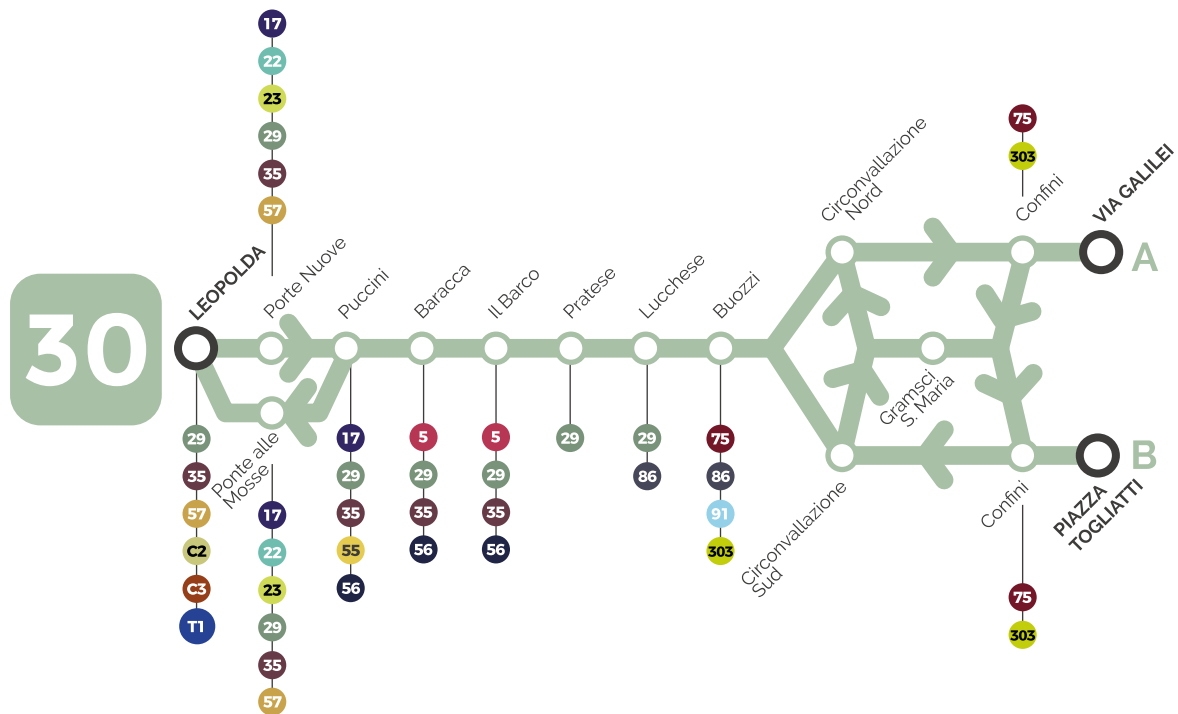 30
LEOPOLDA
29
35
57
C2
C3
T1
17
22
23
29
35
57
Porte Nuove
Ponte alle
Mosse
17
22
23
29
35
57
Puccini
17
29
35
55
56
Baracca
5
29
35
56
Il Barco
5
29
35
56
Pratese
29
Lucchese
29
86
Buozzi
75
86
91
303
Circonvallazione
Nord
Circonvallazione
Sud
Gramsci
S. Maria
75
303
Confini
VIA GALILEI
A
Confini
75
303
PIAZZA
TOGLIATTI
B